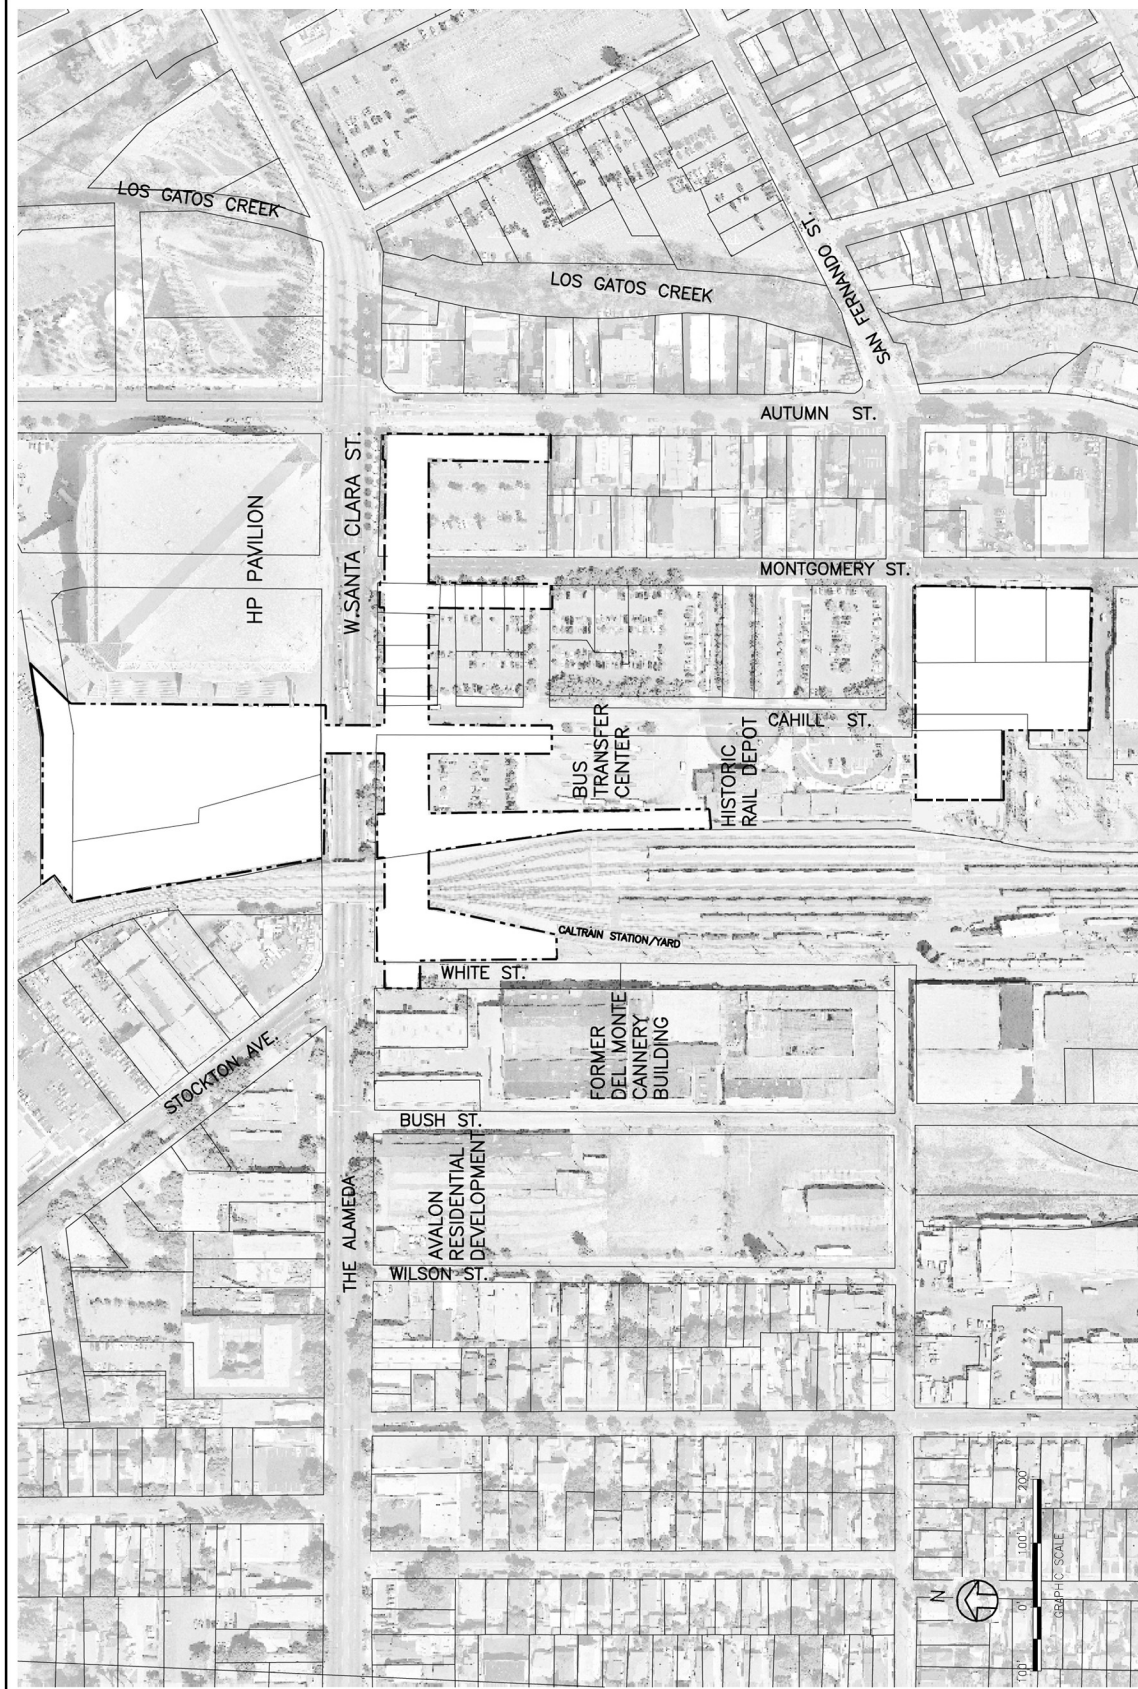 LOS GATOS CREEK
LOS GATOS CREEK
SAN FERNANDO ST.
AUTUMN ST.
W.SANTA CLARA ST.
HP PAVILION
MONTGOMERY ST.
CAHILL ST.
BUS
TRANSFER
CENTER
HISTORIC
RAIL DEPOT
CALTRAIN STATION/YARD
WHITE ST.
FORMER
DEL MONTE
CANNERY
BUILDING
STOCKTON AVE.
BUSH ST.
AVALON
RESIDENTIAL
DEVELOPMENT
THE ALAMEDA
WILSON ST.
N
100' 0' 100' 200'
GRAPHIC SCALE